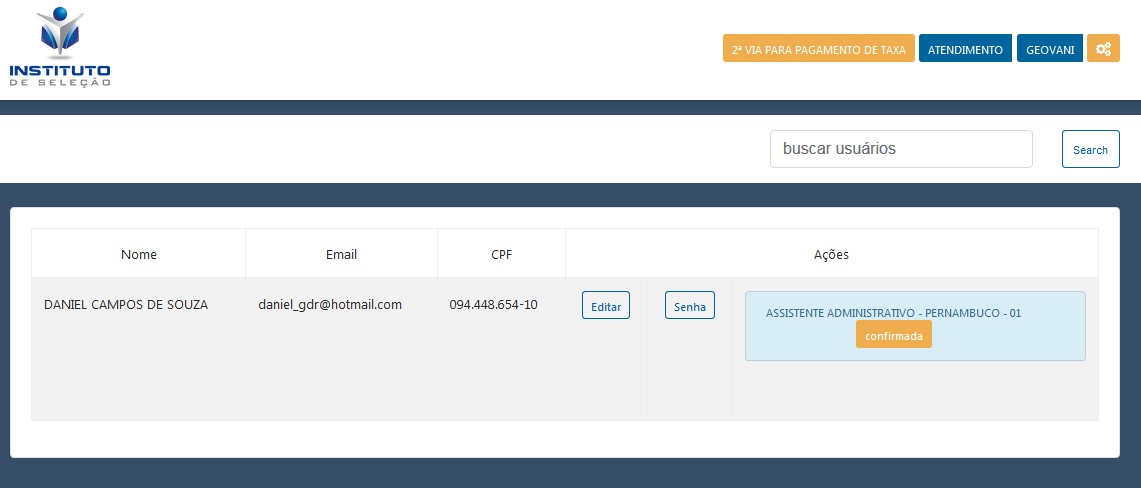 INSTITUTO
DE SELEÇÃO
2ª VIA PARA PAGAMENTO DE TAXA ATENDIMENTO GEOVANI
buscar usuários Search
Nome Email CPF Ações
DANIEL CAMPOS DE SOUZA daniel_gdr@hotmail.com 094.448.654-10 Editar Senha ASSISTENTE ADMINISTRATIVO - PERNAMBUCO - 01
confirmada